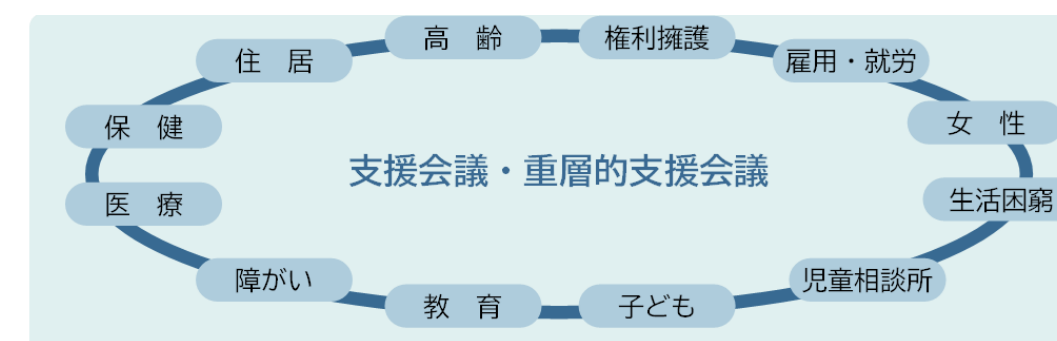 高　齢
権利擁護
住　居
雇用・就労
保　健
女　性
支援会議・重層的支援会議
医　療
生活困窮
障がい
児童相談所
教　育
子ども